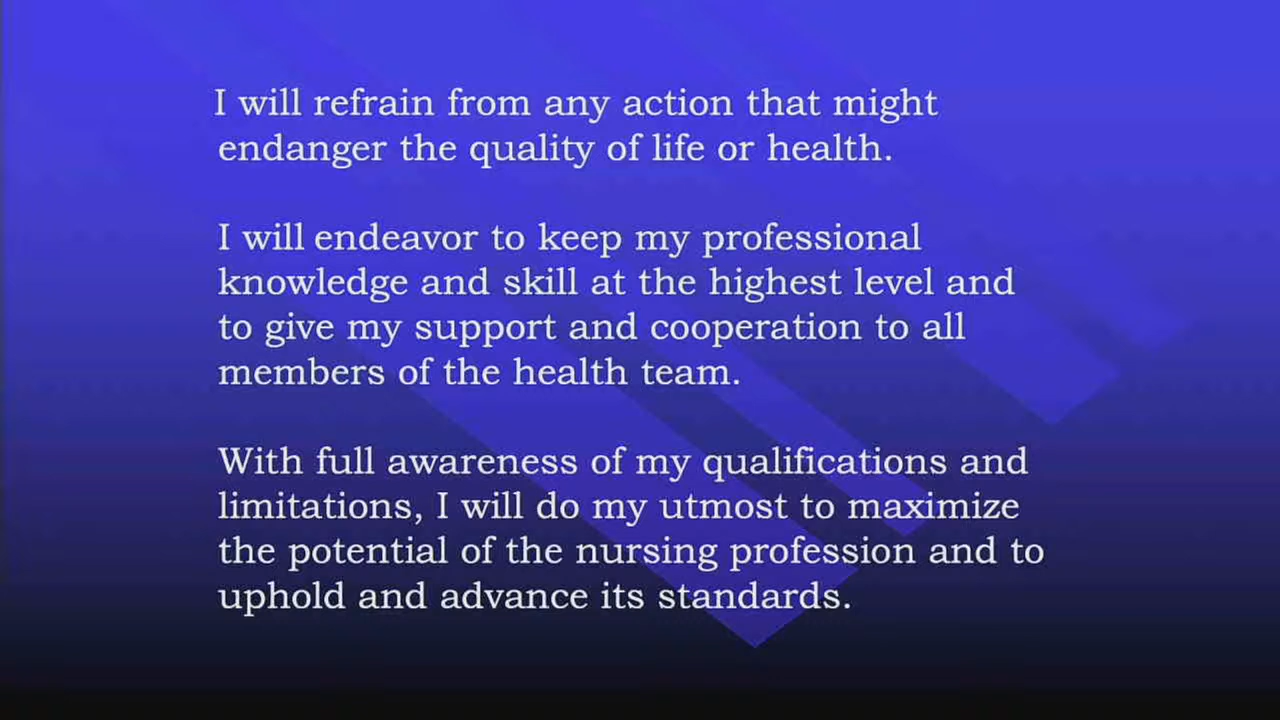 I will refrain from any action that might
endanger the quality of life or health.
I will endeavor to keep my professional
knowledge and skill at the highest level and
to give my support and cooperation to all
members of the health team.
With full awareness of my qualifications and
limitations, I will do my utmost to maximize
the potential of the nursing profession and to
uphold and advance its standards.